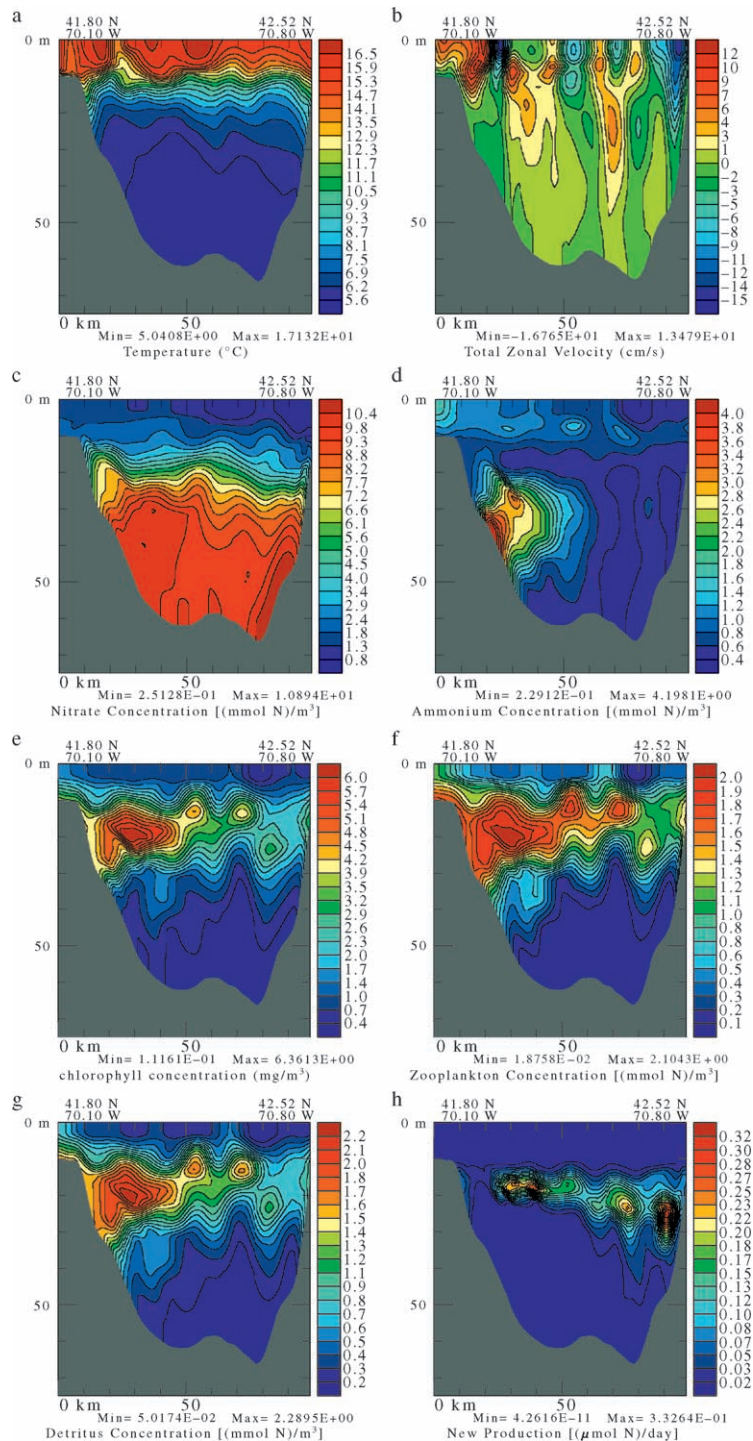 a
41.80 N 42.52 N
70.10 W 70.80 W
0 m
50
16.5
15.9
15.3
14.7
14.1
13.5
12.9
12.3
11.7
11.1
10.5
9.9
9.3
8.7
8.1
7.5
6.9
6.2
5.6
0 km 50
Min= 5.0408E+00 Max= 1.7132E+01
Temperature (°C)
b
41.80 N 42.52 N
70.10 W 70.80 W
0 m
50
12
10
9
7
6
4
3
1
0
−2
−3
−5
−6
−8
−9
−11
−12
−14
−15
0 km 50
Min=−1.6765E+01 Max= 1.3479E+01
Total Zonal Velocity (cm/s)
c
41.80 N 42.52 N
70.10 W 70.80 W
0 m
50
10.4
9.8
9.3
8.7
8.2
7.7
7.2
6.6
6.1
5.6
5.0
4.5
4.0
3.4
2.9
2.4
1.8
1.3
0.8
0 km 50
Min= 2.5128E-01 Max= 1.0894E+01
Nitrate Concentration [(mmol N)/m³]
d
41.80 N 42.52 N
70.10 W 70.80 W
0 m
50
4.0
3.8
3.6
3.4
3.2
3.0
2.8
2.6
2.4
2.2
2.0
1.8
1.6
1.4
1.2
1.0
0.8
0.6
0.4
0 km 50
Min= 2.2912E-01 Max= 4.1981E+00
Ammonium Concentration [(mmol N)/m³]
e
41.80 N 42.52 N
70.10 W 70.80 W
0 m
50
6.0
5.7
5.4
5.1
4.8
4.5
4.2
3.9
3.5
3.2
2.9
2.6
2.3
2.0
1.7
1.4
1.0
0.7
0.4
0 km 50
Min= 1.1161E-01 Max= 6.3613E+00
chlorophyll concentration (mg/m³)
f
41.80 N 42.52 N
70.10 W 70.80 W
0 m
50
2.0
1.9
1.8
1.7
1.6
1.5
1.4
1.3
1.2
1.1
1.0
0.9
0.8
0.6
0.5
0.4
0.3
0.2
0.1
0 km 50
Min= 1.8758E-02 Max= 2.1043E+00
Zooplankton Concentration [(mmol N)/m³]
g
41.80 N 42.52 N
70.10 W 70.80 W
0 m
50
2.2
2.1
2.0
1.8
1.7
1.6
1.5
1.4
1.3
1.2
1.1
0.9
0.8
0.7
0.6
0.5
0.4
0.3
0.2
0 km 50
Min= 5.0174E-02 Max= 2.2895E+00
Detritus Concentration [(mmol N)/m³]
h
41.80 N 42.52 N
70.10 W 70.80 W
0 m
50
0.32
0.30
0.28
0.27
0.25
0.23
0.22
0.20
0.18
0.17
0.15
0.13
0.12
0.10
0.08
0.07
0.05
0.03
0.02
0 km 50
Min= 4.2616E-11 Max= 3.3264E-01
New Production [(μmol N)/day]